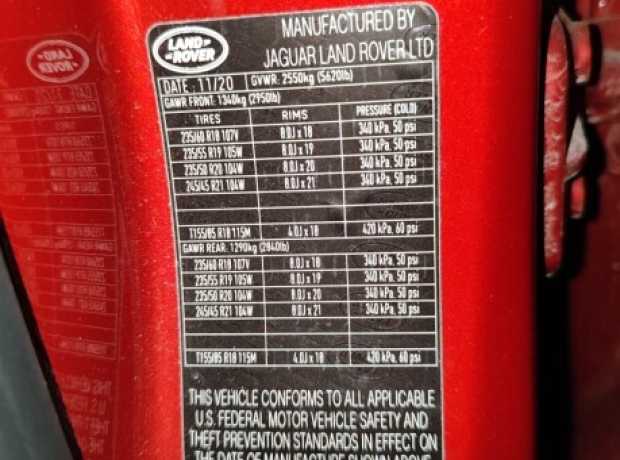 LAND
ROVER
MANUFACTURED BY
JAGUAR LAND ROVER LTD
DATE: 11/20 GVWR: 2550kg (5620lb)
GAWR FRONT: 1340kg (2950lb)
TIRES RIMS PRESSURE (COLD)
235/60 R18 107V 8.0J x 18 340 kPa, 50 psi
235/55 R19 105W 8.0J x 19 340 kPa, 50 psi
235/50 R20 104W 8.0J x 20 340 kPa, 50 psi
245/45 R21 104W 8.0J x 21 340 kPa, 50 psi
T155/85 R18 115M 4.0J x 18 420 kPa, 60 psi
GAWR REAR: 1290kg (2840lb)
235/60 R18 107V 8.0J x 18 340 kPa, 50 psi
235/55 R19 105W 8.0J x 19 340 kPa, 50 psi
235/50 R20 104W 8.0J x 20 340 kPa, 50 psi
245/45 R21 104W 8.0J x 21 340 kPa, 50 psi
T155/85 R18 115M 4.0J x 18 420 kPa, 60 psi
THIS VEHICLE CONFORMS TO ALL APPLICABLE
U.S. FEDERAL MOTOR VEHICLE SAFETY AND
THEFT PREVENTION STANDARDS IN EFFECT ON
THE DATE OF MANUFACTURE SHOWN ABOVE